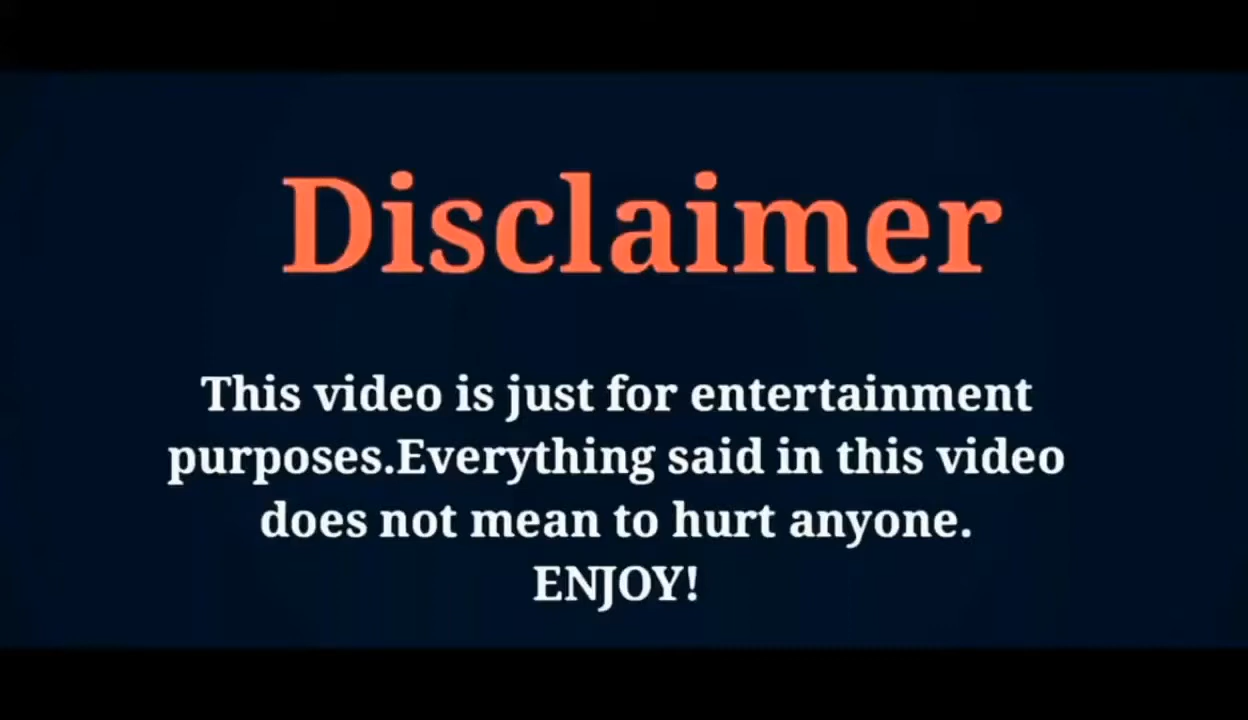 Disclaimer
This video is just for entertainment
purposes.Everything said in this video
does not mean to hurt anyone.
ENJOY!